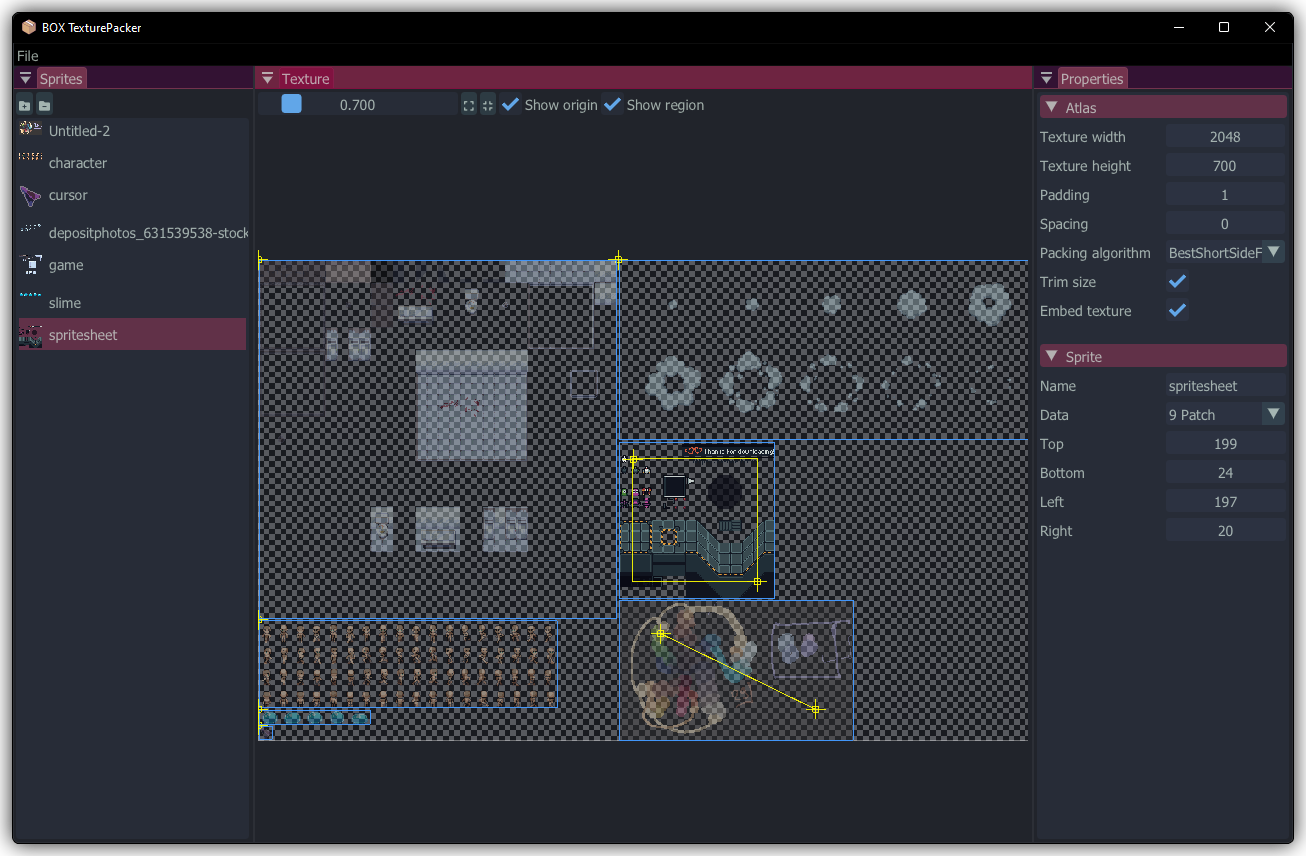 BOX TexturePacker
File
Sprites
Untitled-2
character
cursor
depositphotos_631539538-stock
game
slime
spritesheet
Texture
0.700
Show origin
Show region
Thanks for downloading
Properties
Atlas
Texture width 2048
Texture height 700
Padding 1
Spacing 0
Packing algorithm BestShortSideF
Trim size
Embed texture
Sprite
Name spritesheet
Data 9 Patch
Top 199
Bottom 24
Left 197
Right 20